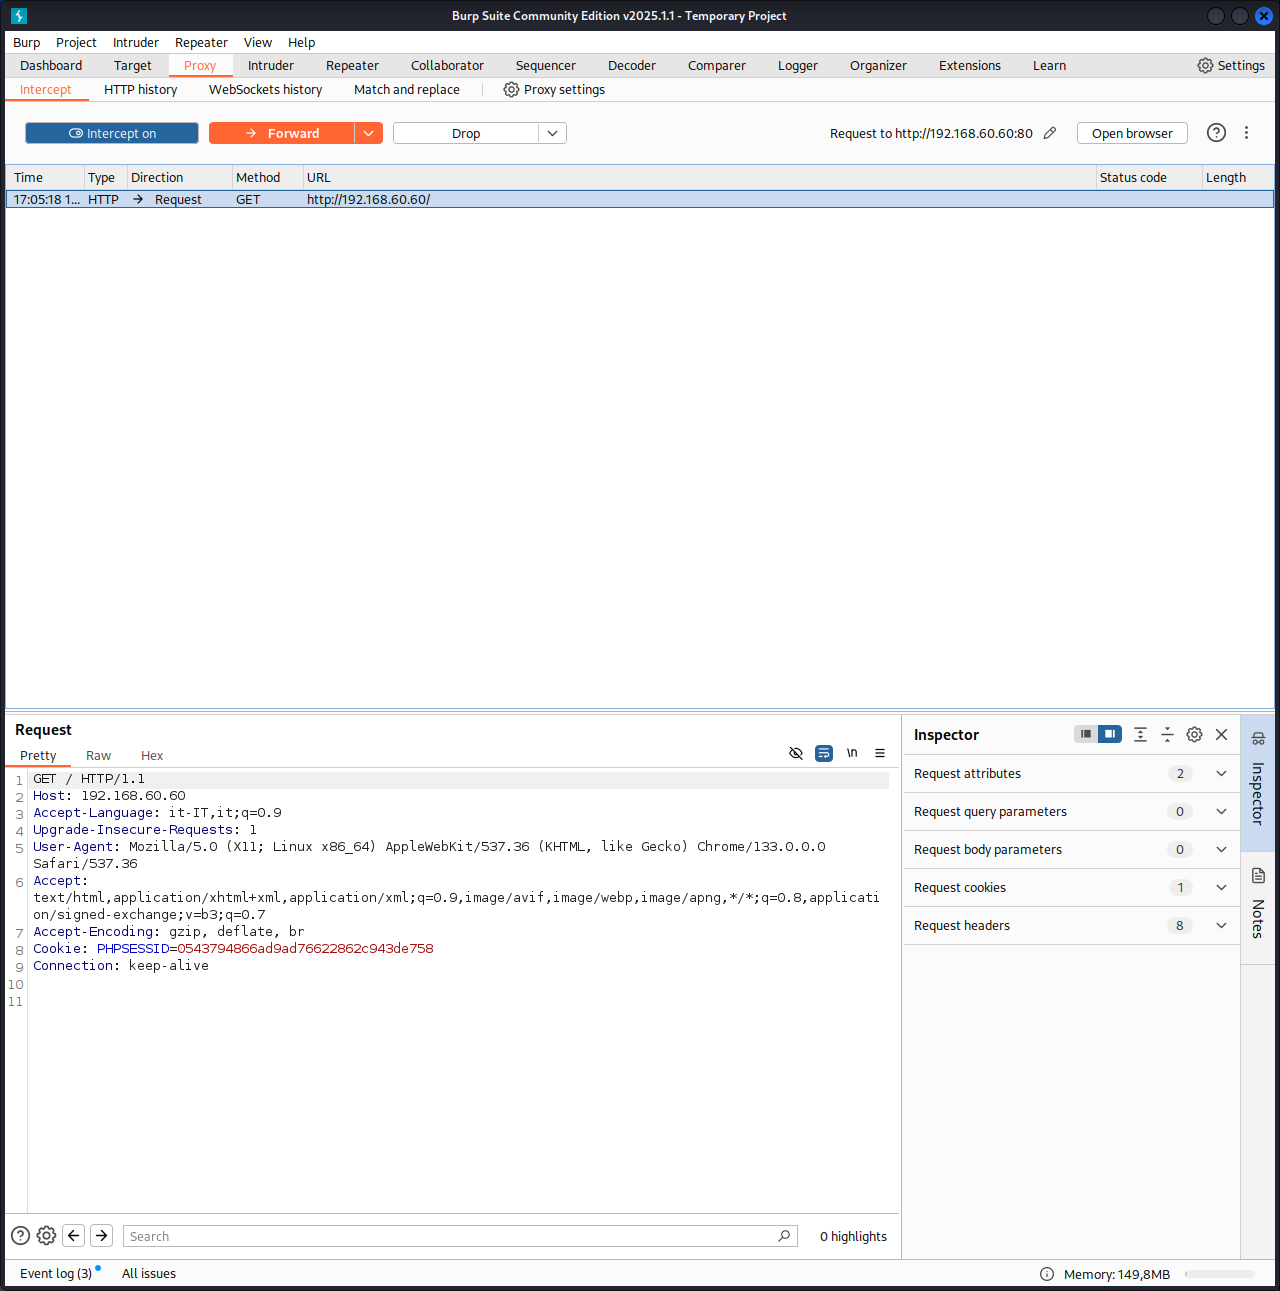 Burp Suite Community Edition v2025.1.1 - Temporary Project
Burp Project Intruder Repeater View Help
Dashboard Target Proxy Intruder Repeater Collaborator Sequencer Decoder Comparer Logger Organizer Extensions Learn Settings
Intercept HTTP history WebSockets history Match and replace Proxy settings
Intercept on Forward Drop Request to http://192.168.60.60:80 Open browser
Time Type Direction Method URL Status code Length
17:05:18 1... HTTP Request GET http://192.168.60.60/
Request
Pretty Raw Hex \n
1 GET / HTTP/1.1
2 Host: 192.168.60.60
3 Accept-Language: it-IT,it;q=0.9
4 Upgrade-Insecure-Requests: 1
5 User-Agent: Mozilla/5.0 (X11; Linux x86_64) AppleWebKit/537.36 (KHTML, like Gecko) Chrome/133.0.0.0
Safari/537.36
6 Accept:
text/html,application/xhtml+xml,application/xml;q=0.9,image/avif,image/webp,image/apng,*/*;q=0.8,applicati
on/signed-exchange;v=b3;q=0.7
7 Accept-Encoding: gzip, deflate, br
8 Cookie: PHPSESSID=0543794866ad9ad76622862c943de758
9 Connection: keep-alive
10
11
Search 0 highlights
Inspector
Request attributes 2
Request query parameters 0
Request body parameters 0
Request cookies 1
Request headers 8
Inspector
Notes
Event log (3) All issues Memory: 149,8MB